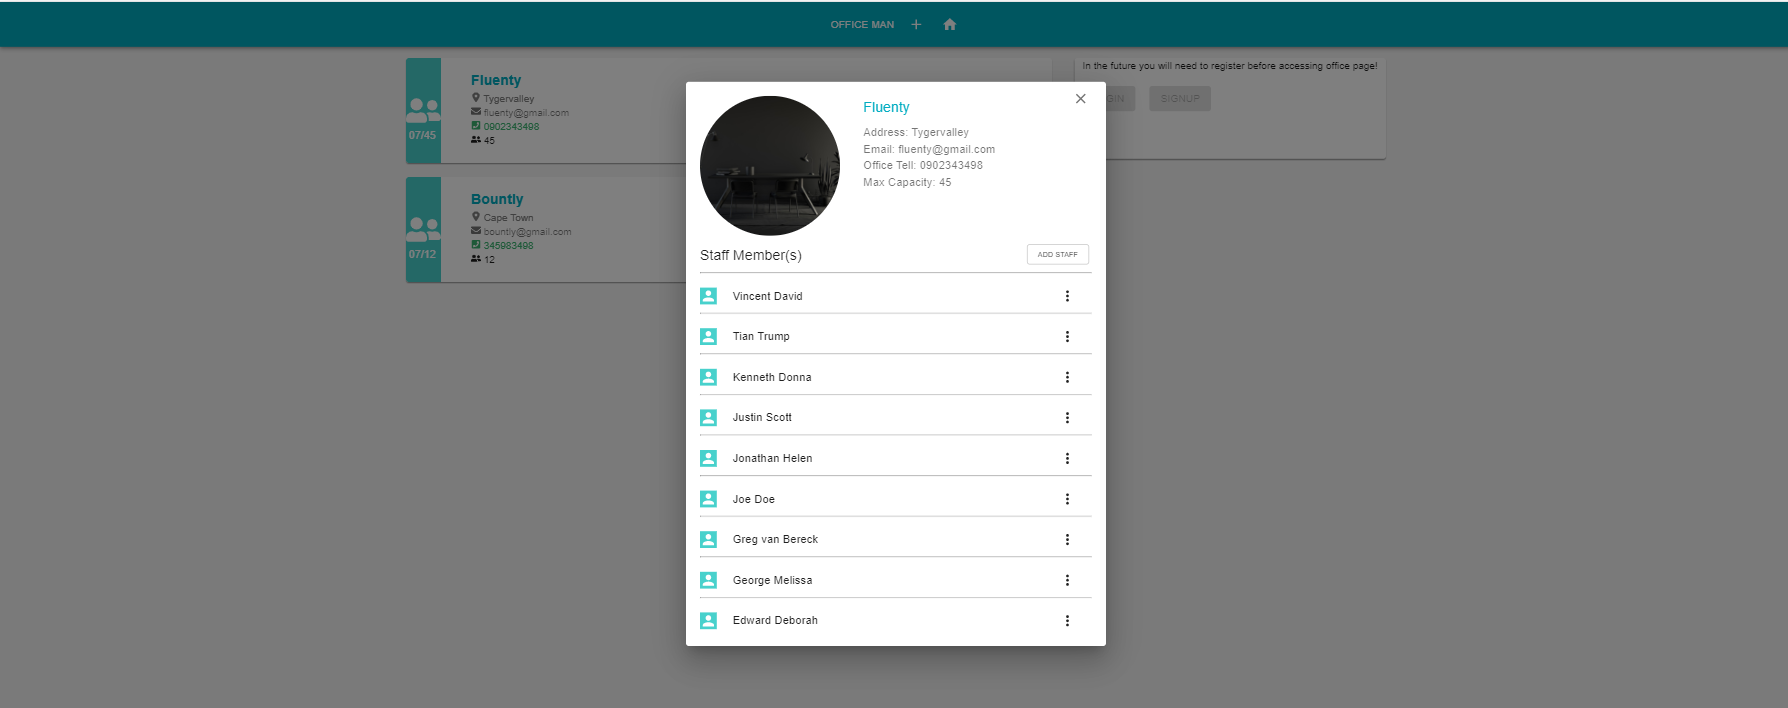 OFFICE MAN
Fluently
Tygervalley
fluenty@gmail.com
0902343498
45
07/45
Bountly
Cape Town
bountly@gmail.com
345983498
12
07/12
In the future you will need to register before accessing office page!
SIGNUP
Fluenty
Address: Tygervalley
Email: fluenty@gmail.com
Office Tell: 0902343498
Max Capacity: 45
Staff Member(s)
ADD STAFF
Vincent David
Tian Trump
Kenneth Donna
Justin Scott
Jonathan Helen
Joe Doe
Greg van Bereck
George Melissa
Edward Deborah